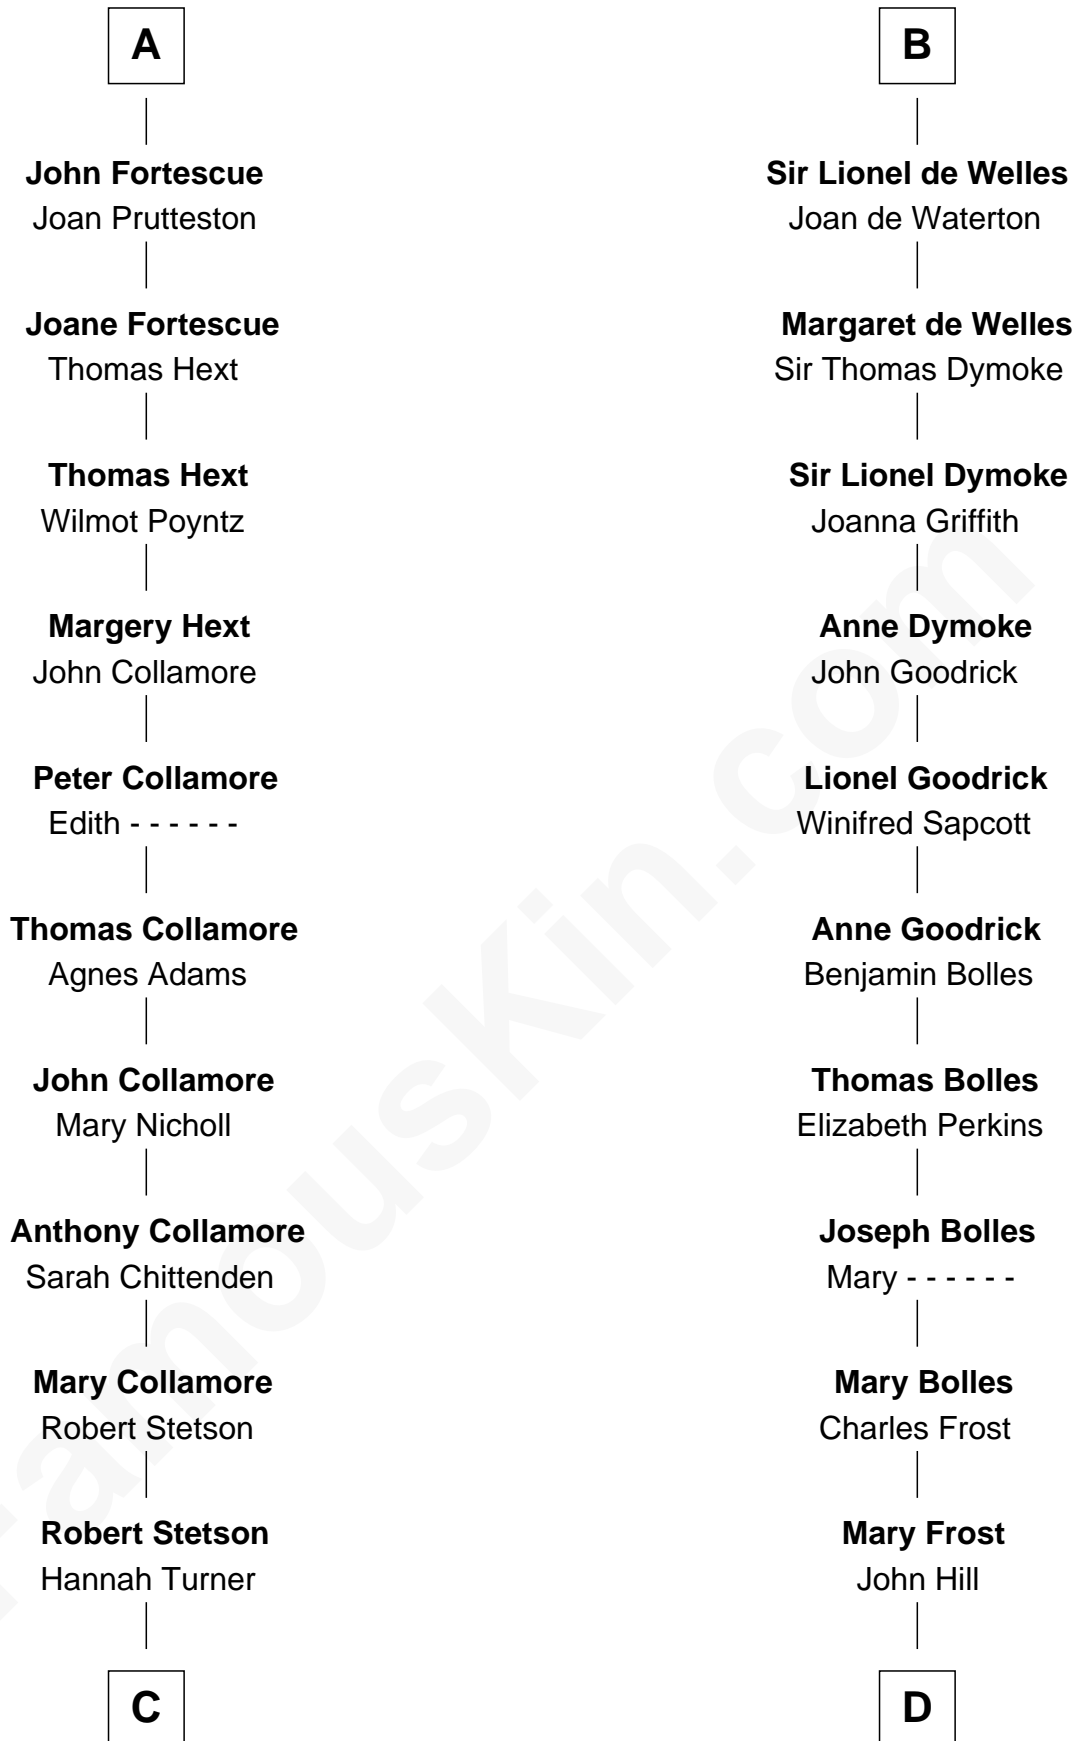 A
John Fortescue
Joan Prutteston
Joane Fortescue
Thomas Hext
Thomas Hext
Wilmot Poyntz
Margery Hext
John Collamore
Peter Collamore
Edith - - - - - -
Thomas Collamore
Agnes Adams
John Collamore
Mary Nicholl
Anthony Collamore
Sarah Chittenden
Mary Collamore
Robert Stetson
Robert Stetson
Hannah Turner
C
B
Sir Lionel de Welles
Joan de Waterton
Margaret de Welles
Sir Thomas Dymoke
Sir Lionel Dymoke
Joanna Griffith
Anne Dymoke
John Goodrick
Lionel Goodrick
Winifred Sapcott
Anne Goodrick
Benjamin Bolles
Thomas Bolles
Elizabeth Perkins
Joseph Bolles
Mary - - - - - -
Mary Bolles
Charles Frost
Mary Frost
John Hill
D
FamousKin.com